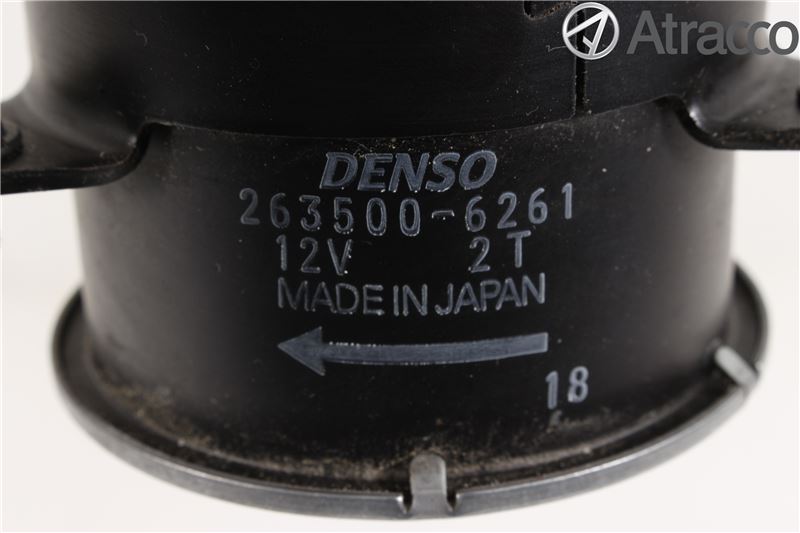 Atracco
DENSO
263500-6261
12V 2T
MADE IN JAPAN
18